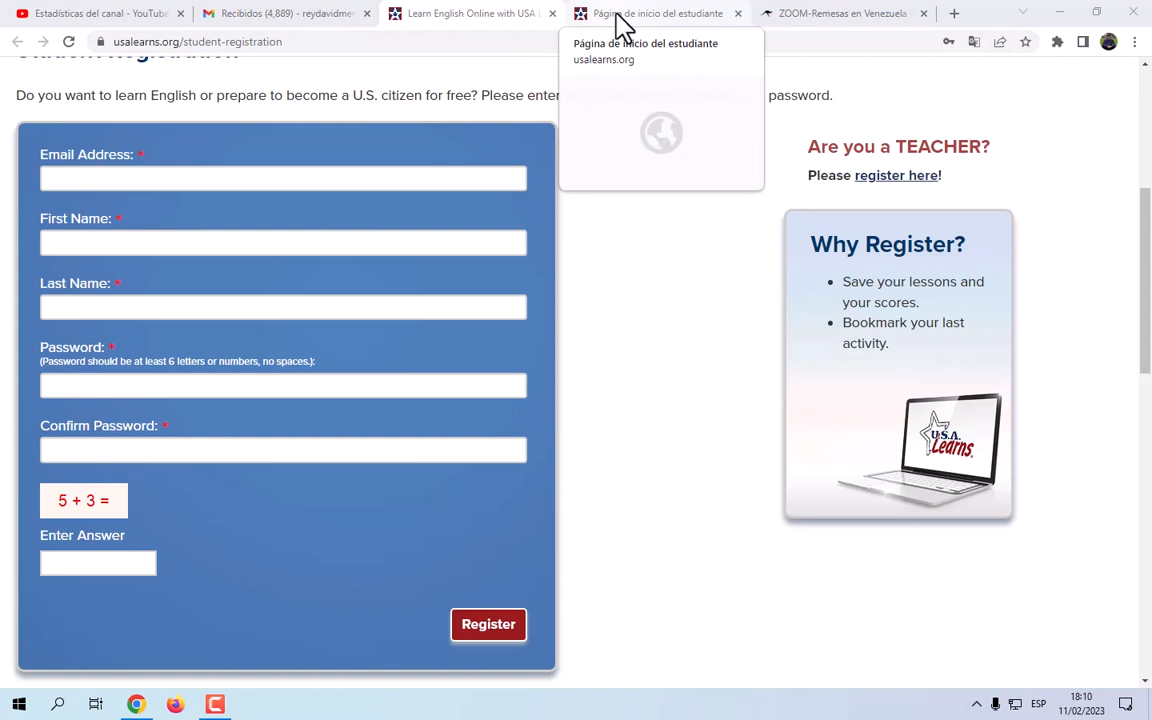 Estadísticas del canal - YouTube
Recibidos (4,889) - reydavidmer
Learn English Online with USA L
Página de inicio del estudiante
ZOOM-Remesas en Venezuela -
usalearns.org/student-registration
Página de inicio del estudiante
usalearns.org
Student Registration
Do you want to learn English or prepare to become a U.S. citizen for free? Please enter
password.
Email Address: *
First Name: *
Last Name: *
Password: *
(Password should be at least 6 letters or numbers, no spaces.):
Confirm Password: *
5 + 3 =
Enter Answer
Register
Are you a TEACHER?
Please register here!
Why Register?
• Save your lessons and
your scores.
• Bookmark your last
activity.
U.S.A.
Learns
ESP
18:10
11/02/2023